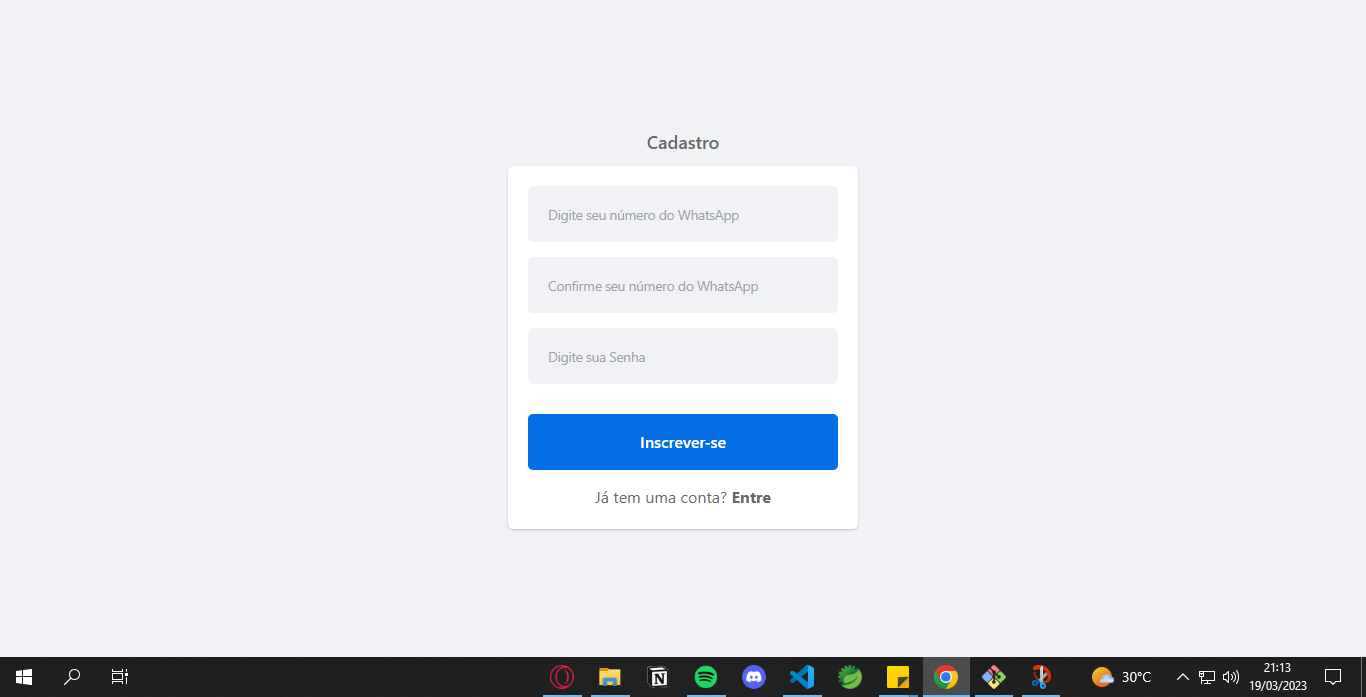 Cadastro
Digite seu número do WhatsApp
Confirme seu número do WhatsApp
Digite sua Senha
Inscrever-se
Já tem uma conta? Entre
30°C
21:13
19/03/2023